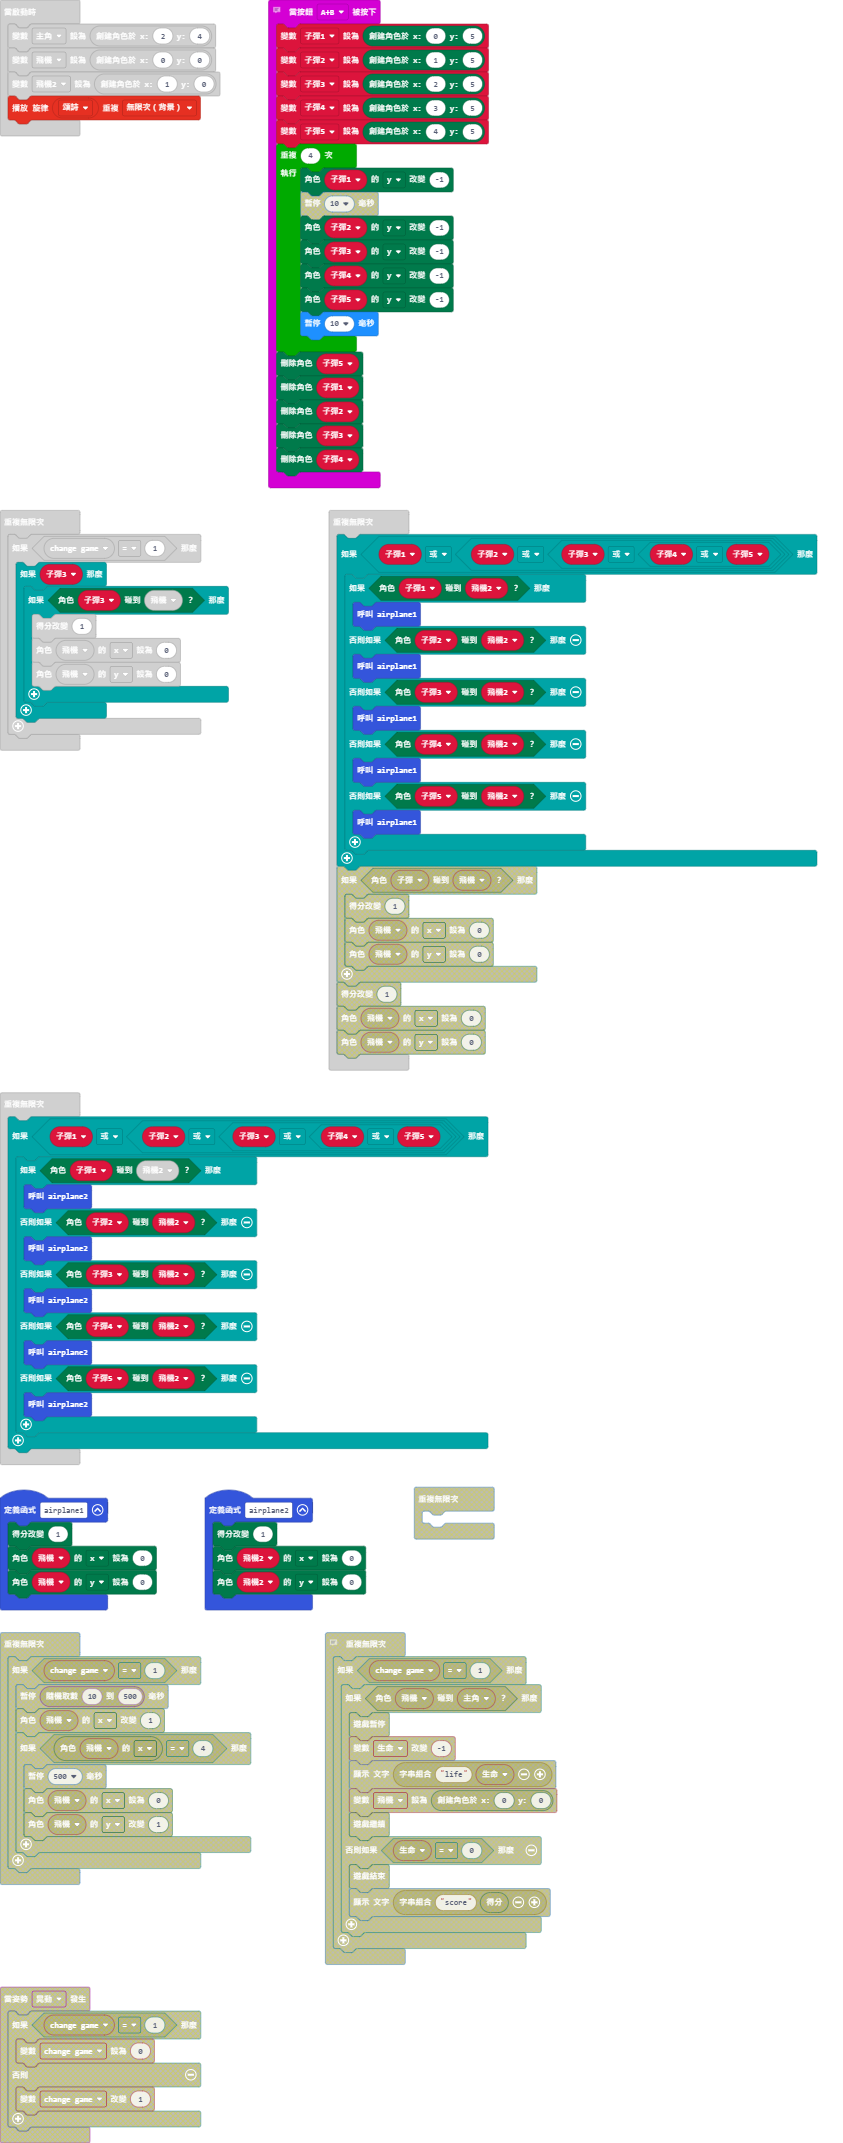 當啟動時
變數 主角 設為 創建角色於 x: 2 y: 4
變數 飛機 設為 創建角色於 x: 0 y: 0
變數 飛機2 設為 創建角色於 x: 1 y: 0
播放 旋律 頌詩 重複 無限次(背景)
當按鈕 A+B 被按下
變數 子彈1 設為 創建角色於 x: 0 y: 5
變數 子彈2 設為 創建角色於 x: 1 y: 5
變數 子彈3 設為 創建角色於 x: 2 y: 5
變數 子彈4 設為 創建角色於 x: 3 y: 5
變數 子彈5 設為 創建角色於 x: 4 y: 5
重複 4 次
執行 角色 子彈1 的 y 改變 -1
暫停 10 毫秒
角色 子彈2 的 y 改變 -1
角色 子彈3 的 y 改變 -1
角色 子彈4 的 y 改變 -1
角色 子彈5 的 y 改變 -1
暫停 10 毫秒
刪除角色 子彈5
刪除角色 子彈1
刪除角色 子彈2
刪除角色 子彈3
刪除角色 子彈4
重複無限次
如果 change game = 1 那麼
如果 子彈3 那麼
如果 角色 子彈3 碰到 飛機 ? 那麼
得分改變 1
角色 飛機 的 x 設為 0
角色 飛機 的 y 設為 0
重複無限次
如果 子彈1 或 子彈2 或 子彈3 或 子彈4 或 子彈5 那麼
如果 角色 子彈1 碰到 飛機2 ? 那麼
呼叫 airplane1
否則如果 角色 子彈2 碰到 飛機2 ? 那麼
呼叫 airplane1
否則如果 角色 子彈3 碰到 飛機2 ? 那麼
呼叫 airplane1
否則如果 角色 子彈4 碰到 飛機2 ? 那麼
呼叫 airplane1
否則如果 角色 子彈5 碰到 飛機2 ? 那麼
呼叫 airplane1
如果 角色 子彈 碰到 飛機 ? 那麼
得分改變 1
角色 飛機 的 x 設為 0
角色 飛機 的 y 設為 0
得分改變 1
角色 飛機 的 x 設為 0
角色 飛機 的 y 設為 0
重複無限次
如果 子彈1 或 子彈2 或 子彈3 或 子彈4 或 子彈5 那麼
如果 角色 子彈1 碰到 飛機2 ? 那麼
呼叫 airplane2
否則如果 角色 子彈2 碰到 飛機2 ? 那麼
呼叫 airplane2
否則如果 角色 子彈3 碰到 飛機2 ? 那麼
呼叫 airplane2
否則如果 角色 子彈4 碰到 飛機2 ? 那麼
呼叫 airplane2
否則如果 角色 子彈5 碰到 飛機2 ? 那麼
呼叫 airplane2
定義函式 airplane1
得分改變 1
角色 飛機 的 x 設為 0
角色 飛機 的 y 設為 0
定義函式 airplane2
得分改變 1
角色 飛機2 的 x 設為 0
角色 飛機2 的 y 設為 0
重複無限次
重複無限次
如果 change game = 1 那麼
暫停 隨機取數 10 到 500 毫秒
角色 飛機 的 x 改變 1
如果 角色 飛機 的 x = 4 那麼
暫停 500 毫秒
角色 飛機 的 x 設為 0
角色 飛機 的 y 改變 1
重複無限次
如果 change game = 1 那麼
如果 角色 飛機 碰到 主角 ? 那麼
遊戲暫停
變數 生命 改變 -1
顯示 文字 字串組合 "life" 生命
變數 飛機 設為 創建角色於 x: 0 y: 0
遊戲繼續
否則如果 生命 = 0 那麼
遊戲結束
顯示 文字 字串組合 "score" 得分
當姿勢 晃動 發生
如果 change game = 1 那麼
變數 change game 設為 0
否則
變數 change game 改變 1